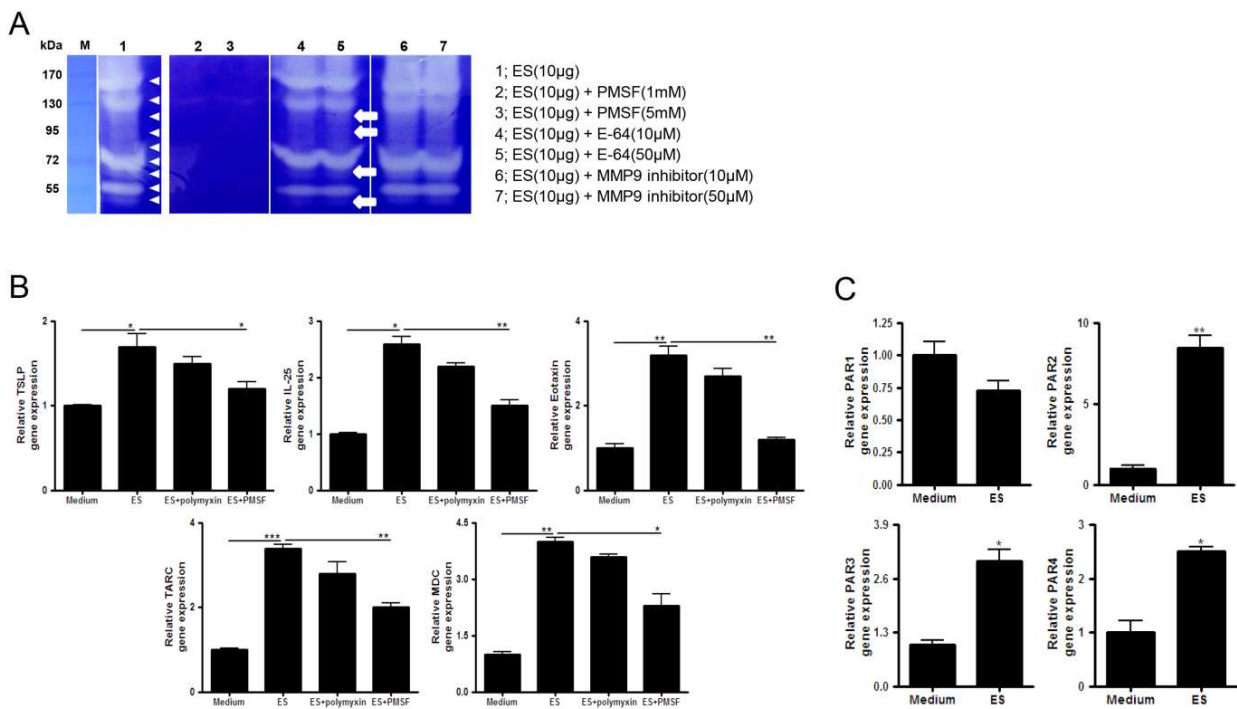 A
kDa M 1 2 3 4 5 6 7
170
130
95
72
55
1; ES(10µg)
2; ES(10µg) + PMSF(1mM)
3; ES(10µg) + PMSF(5mM)
4; ES(10µg) + E-64(10µM)
5; ES(10µg) + E-64(50µM)
6; ES(10µg) + MMP9 inhibitor(10µM)
7; ES(10µg) + MMP9 inhibitor(50µM)
B
Relative TSLP
gene expression
2
1
0
* *
Medium ES ES+polymyxin ES+PMSF
Relative IL-25
gene expression
3
2
1
0
* **
Medium ES ES+polymyxin ES+PMSF
Relative Eotaxin
gene expression
4
2
0
** **
Medium ES ES+polymyxin ES+PMSF
Relative TARC
gene expression
4
2
0
*** **
Medium ES ES+polymyxin ES+PMSF
Relative MDC
gene expression
4.5
3.0
1.5
0.0
** *
Medium ES ES+polymyxin ES+PMSF
C
Relative PAR1
gene expression
1.25
1.00
0.75
0.50
0.25
0.00
Medium ES
Relative PAR2
gene expression
10
5
0
**
Medium ES
Relative PAR3
gene expression
3.9
2.6
1.3
0.0
*
Medium ES
Relative PAR4
gene expression
3
2
1
0
*
Medium ES